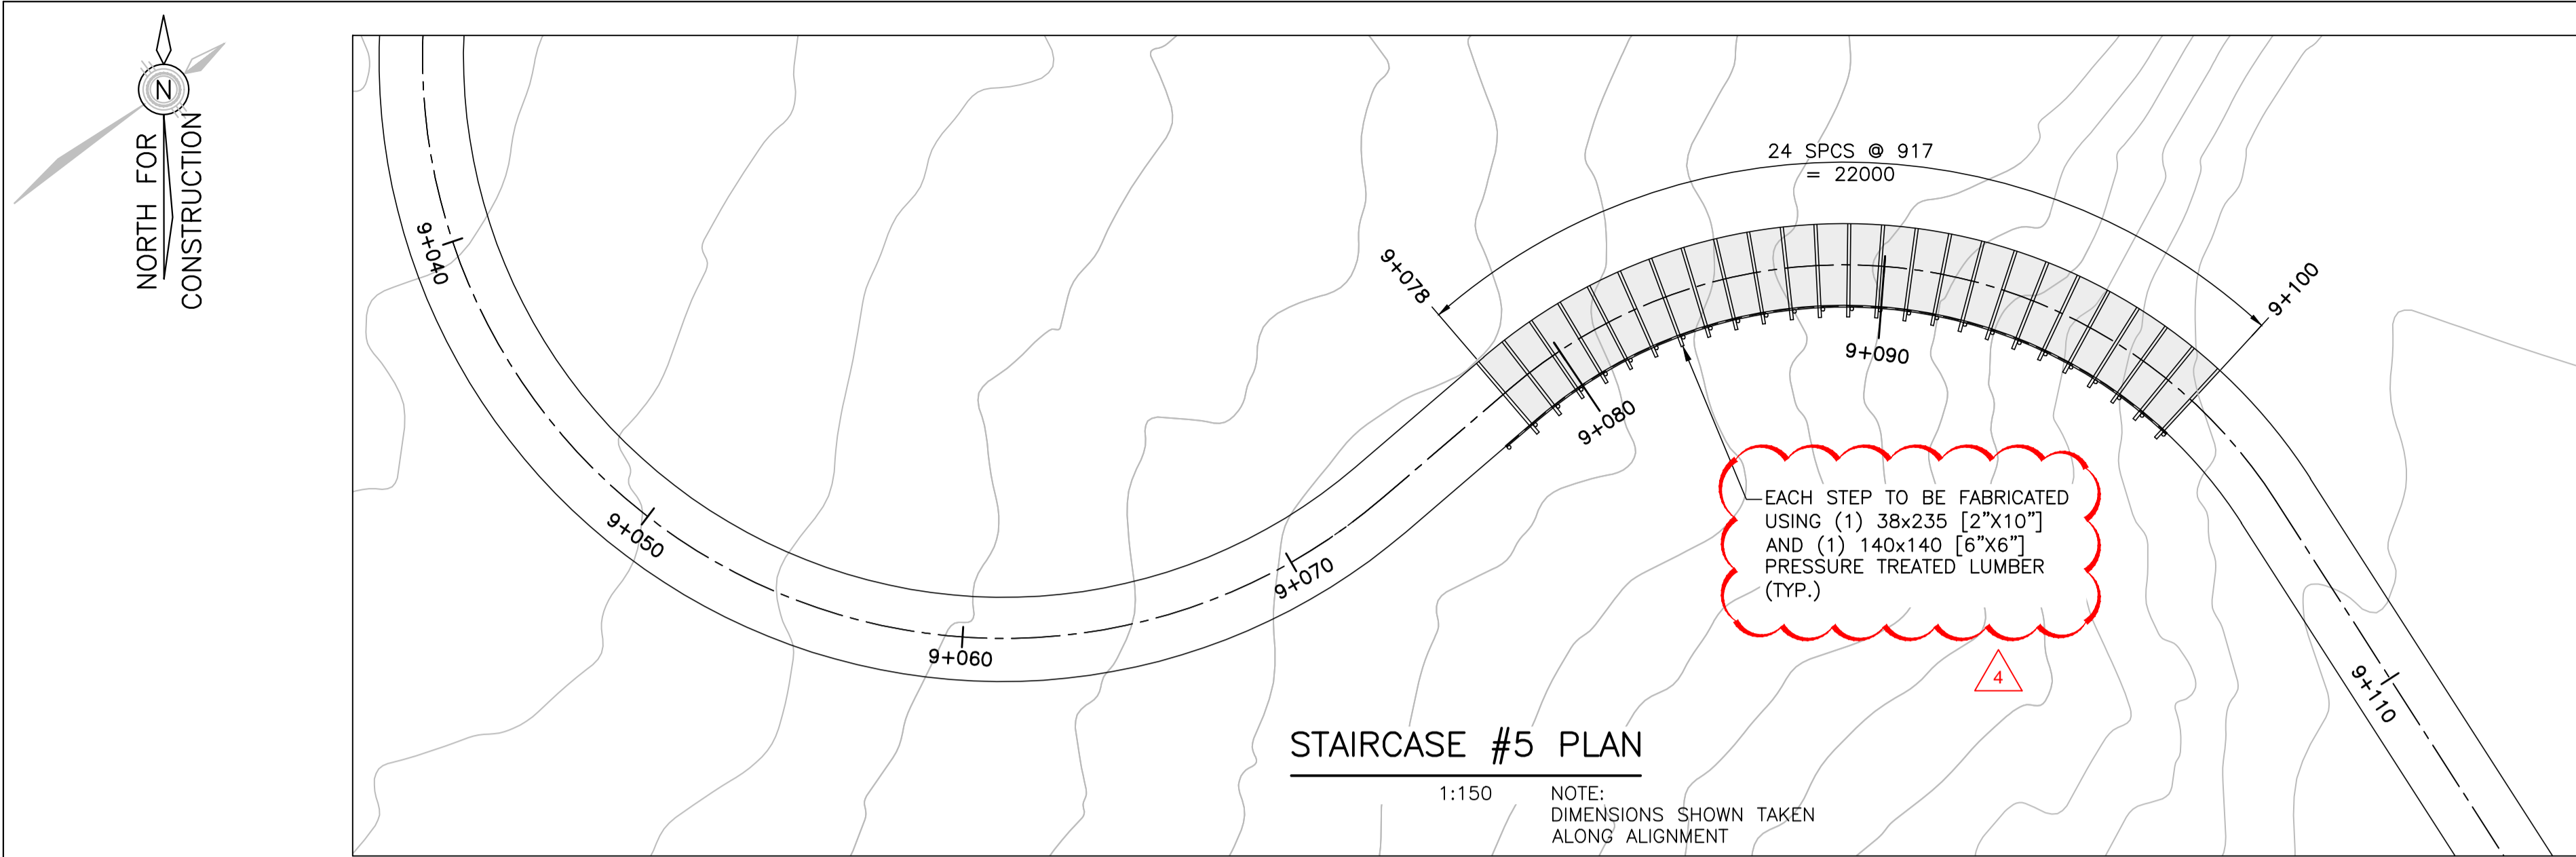 N
NORTH FOR
CONSTRUCTION
24 SPCS @ 917
= 22000
9+040
9+050
9+060
9+070
9+078
9+080
9+090
9+100
9+110
EACH STEP TO BE FABRICATED
USING (1) 38x235 [2”X10”]
AND (1) 140x140 [6”X6”]
PRESSURE TREATED LUMBER
(TYP.)
4
STAIRCASE #5 PLAN
1:150
NOTE:
DIMENSIONS SHOWN TAKEN
ALONG ALIGNMENT